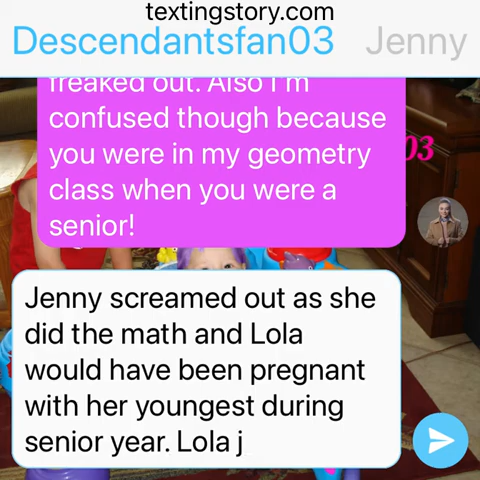 textingstory.com
Descendantsfan03 Jenny
freaked out. Also I'm
confused though because
you were in my geometry
class when you were a
senior!
03
Jenny screamed out as she
did the math and Lola
would have been pregnant
with her youngest during
senior year. Lola j